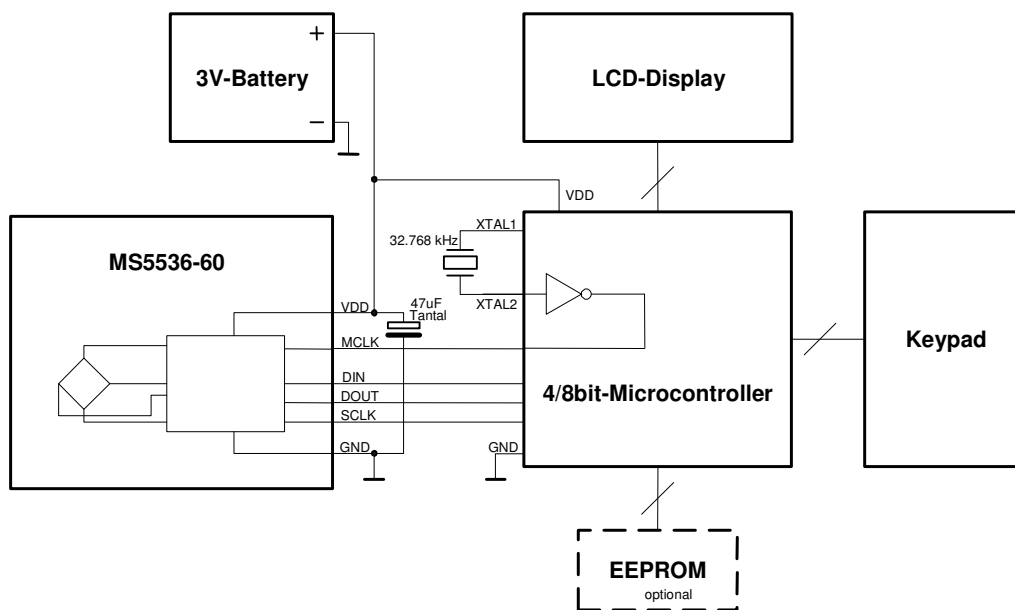 +
3V-Battery
−
LCD-Display
VDD
MS5536-60
XTAL1
32.768 kHz
XTAL2
47uF
Tantal
VDD
MCLK
DIN
DOUT
SCLK
GND
GND
4/8bit-Microcontroller
Keypad
EEPROM
optional